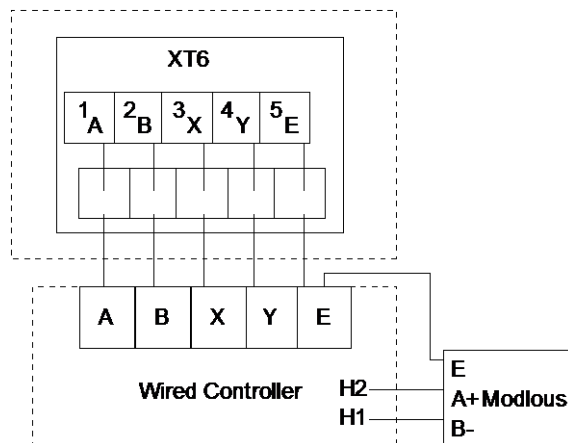 XT6
1A 2B 3X 4Y 5E
A B X Y E
E
Wired Controller H2 A+ Modlous
H1 B-